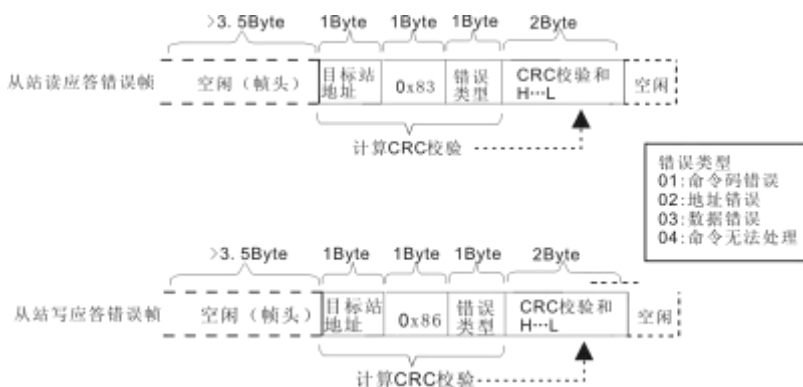 >3.5Byte 1Byte 1Byte 1Byte 2Byte
从站读应答错误帧 空闲（帧头） 目标站地址 0x83 错误类型 CRC校验和 H···L 空闲
计算CRC校验
错误类型
01:命令码错误
02:地址错误
03:数据错误
04:命令无法处理
>3.5Byte 1Byte 1Byte 1Byte 2Byte
从站写应答错误帧 空闲（帧头） 目标站地址 0x86 错误类型 CRC校验和 H···L 空闲
计算CRC校验